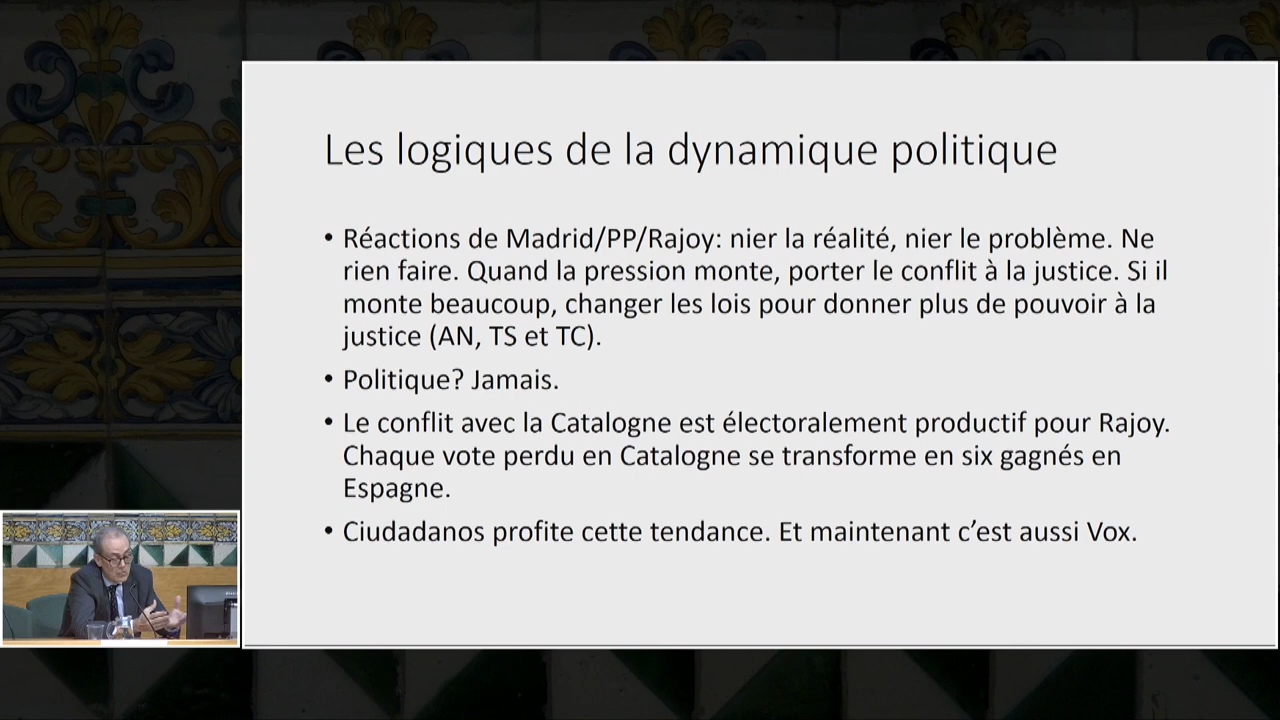 Les logiques de la dynamique politique
• Réactions de Madrid/PP/Rajoy: nier la réalité, nier le problème. Ne
rien faire. Quand la pression monte, porter le conflit à la justice. Si il
monte beaucoup, changer les lois pour donner plus de pouvoir à la
justice (AN, TS et TC).
• Politique? Jamais.
• Le conflit avec la Catalogne est électoralement productif pour Rajoy.
Chaque vote perdu en Catalogne se transforme en six gagnés en
Espagne.
• Ciudadanos profite cette tendance. Et maintenant c’est aussi Vox.